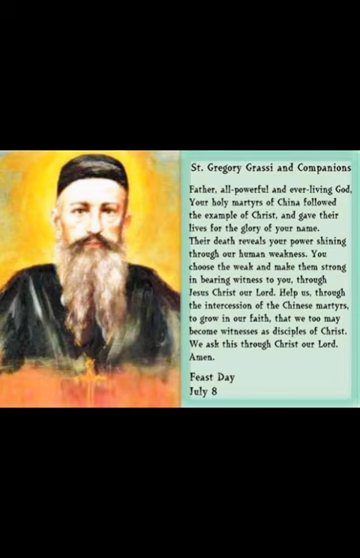 St. Gregory Grassi and Companions
Father, all-powerful and ever-living God,
Your holy martyrs of China followed
the example of Christ, and gave their
lives for the glory of your name.
Their death reveals your power shining
through our human weakness. You
choose the weak and make them strong
in bearing witness to you, through
Jesus Christ our Lord. Help us, through
the intercession of the Chinese martyrs,
to grow in our faith, that we too may
become witnesses as disciples of Christ.
We ask this through Christ our Lord.
Amen.
Feast Day
July 8